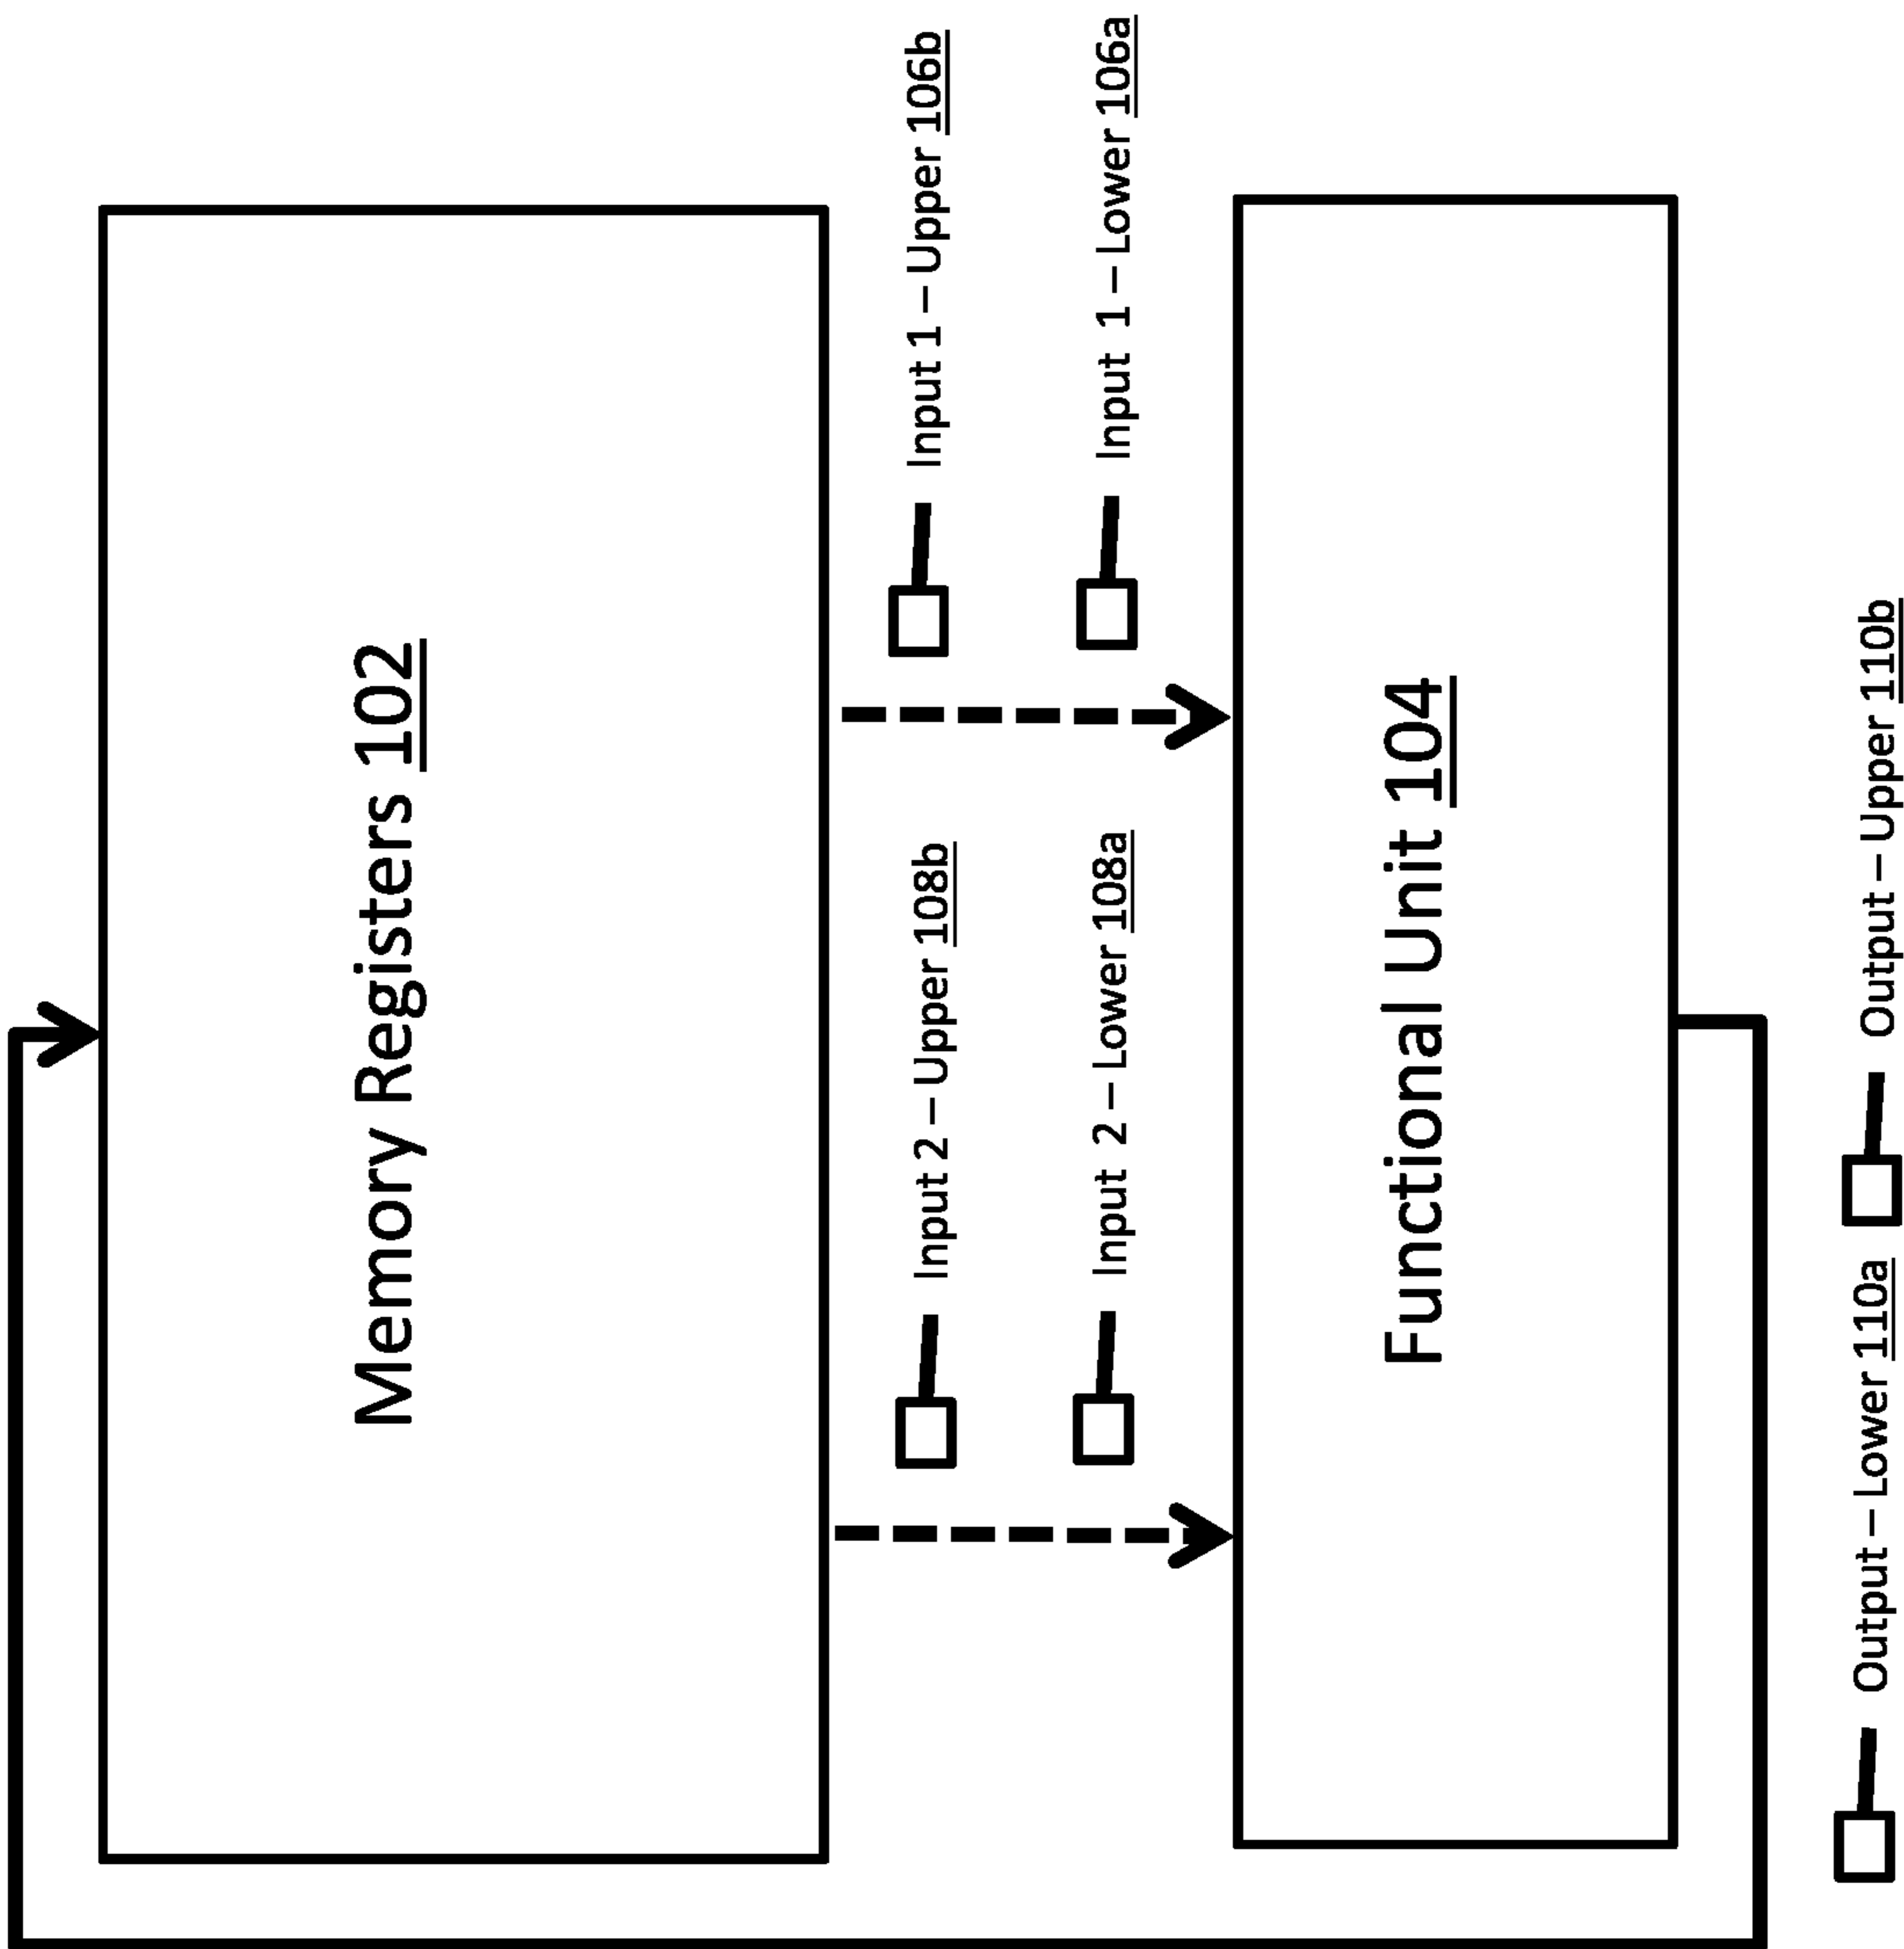 Memory Registers 102
Input 2 – Upper 108b
Input 1 – Upper 106b
Input 2 – Lower 108a
Input 1 – Lower 106a
Functional Unit 104
Output – Lower 110a
Output – Upper 110b